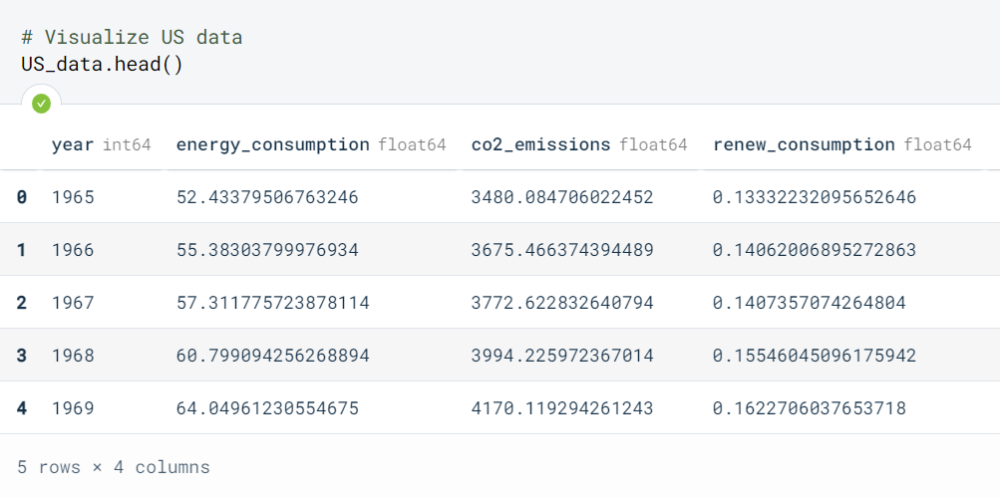 # Visualize US data
US_data.head()
year int64 energy_consumption float64 co2_emissions float64 renew_consumption float64
0 1965 52.43379506763246 3480.084706022452 0.13332232095652646
1 1966 55.38303799976934 3675.466374394489 0.14062006895272863
2 1967 57.311775723878114 3772.622832640794 0.1407357074264804
3 1968 60.799094256268894 3994.225972367014 0.15546045096175942
4 1969 64.04961230554675 4170.119294261243 0.1622706037653718
5 rows × 4 columns